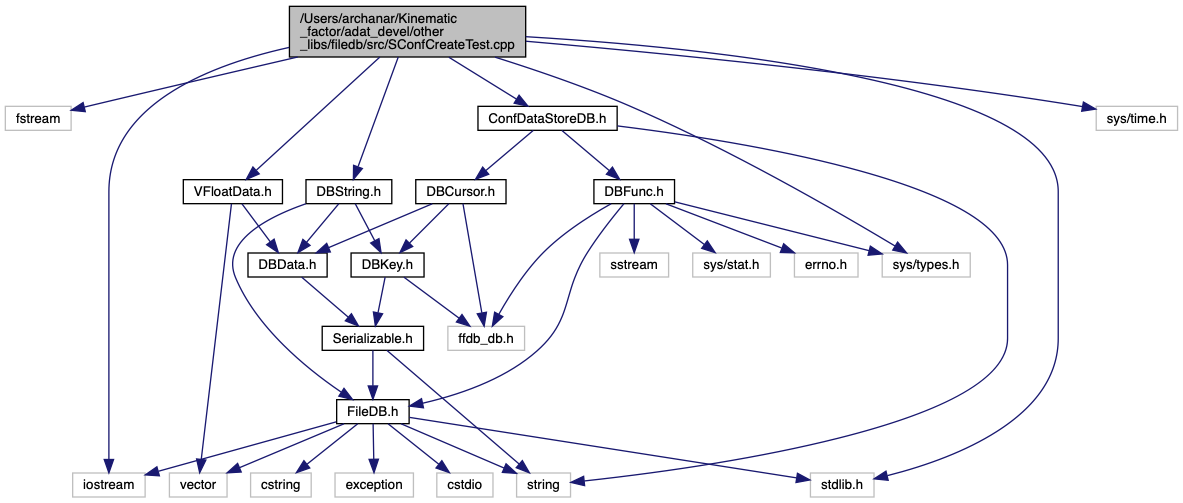 /Users/archanar/Kinematic
_factor/adat_devel/other
_libs/filedb/src/SConfCreateTest.cpp
fstream
ConfDataStoreDB.h
sys/time.h
VFloatData.h
DBString.h
DBCursor.h
DBFunc.h
DBData.h
DBKey.h
sstream
sys/stat.h
errno.h
sys/types.h
Serializable.h
ffdb_db.h
FileDB.h
iostream
vector
cstring
exception
cstdio
string
stdlib.h